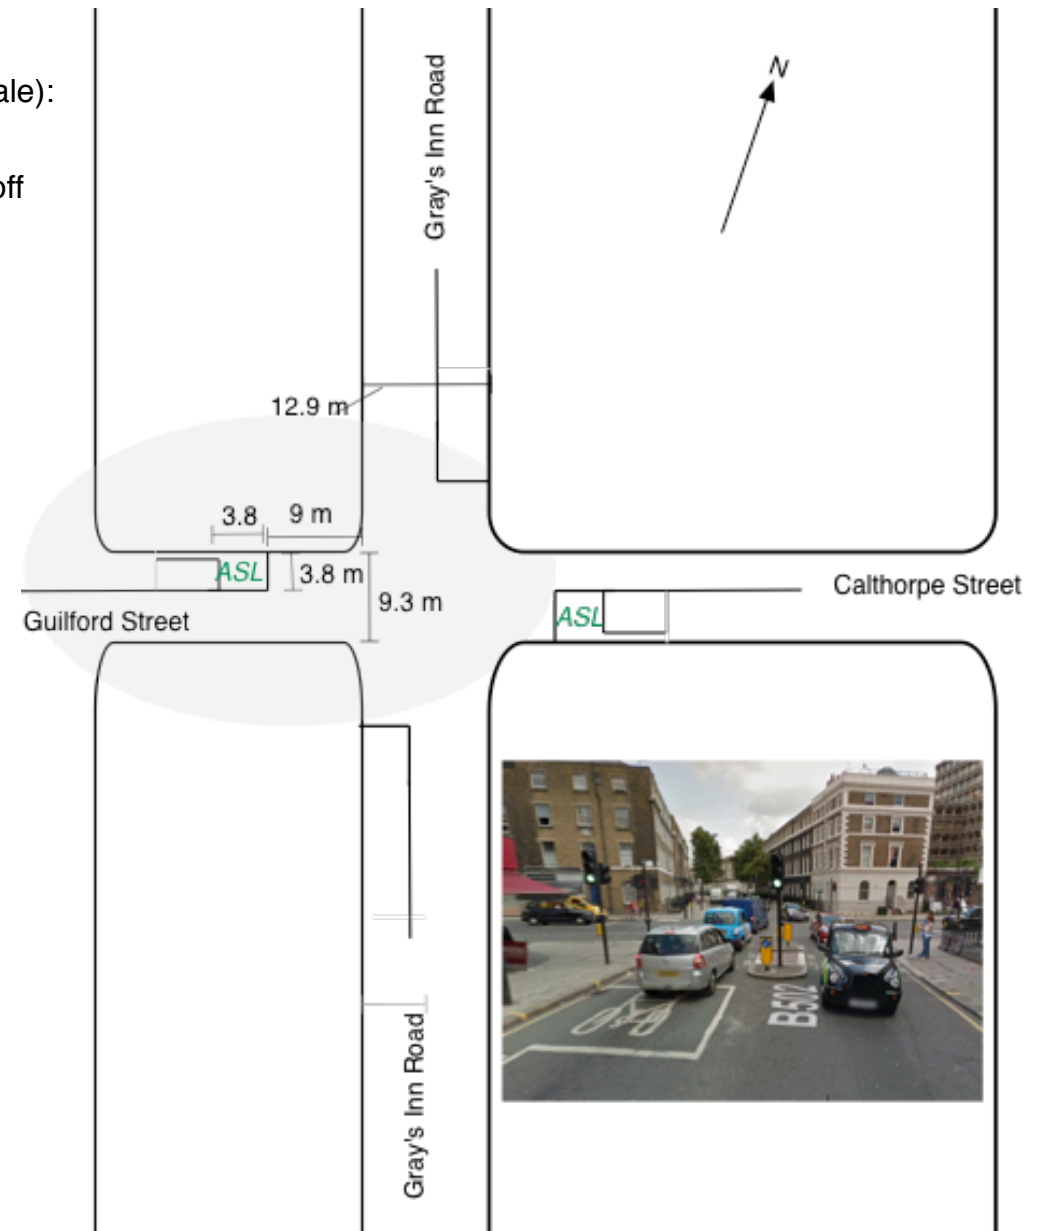 ale):
off
Gray's Inn Road
N
12.9 m
3.8
9 m
ASL
3.8 m
9.3 m
Guilford Street
Calthorpe Street
ASL
B502
Gray's Inn Road